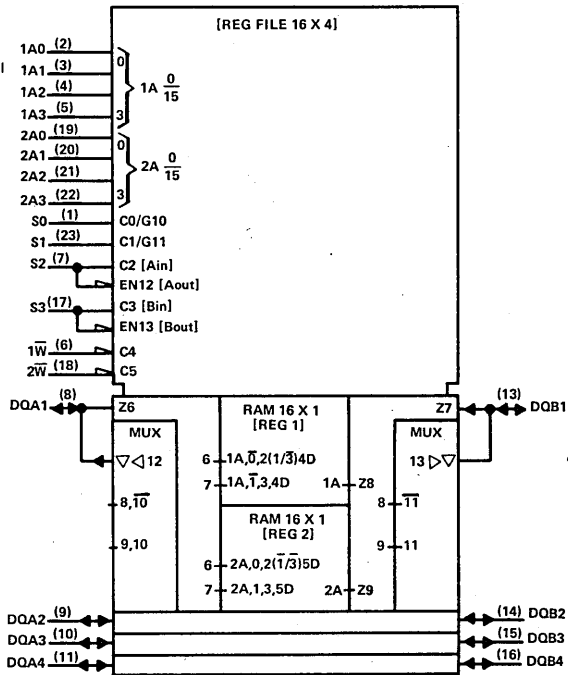 [REG FILE 16 X 4]
1A0 (2)
0
1A1 (3)
1A2 (4)
1A 0/15
1A3 (5)
3
2A0 (19)
0
2A1 (20)
2A2 (21)
2A 0/15
2A3 (22)
3
S0 (1) C0/G10
S1 (23) C1/G11
S2 (7) C2 [Ain]
EN12 [Aout]
S3 (17) C3 [Bin]
EN13 [Bout]
1W̅ (6) C4
2W̅ (18) C5
DQA1 (8) Z6
RAM 16 X 1
[REG 1]
Z7 (13) DQB1
MUX
MUX
▽◁ 12
6 1A,0̅,2(1/3̅)4D
13 ▷▽
7 1A,1̅,3,4D
1A Z8
8,1̅0̅
8 1̅1̅
RAM 16 X 1
[REG 2]
9,10
9 11
6 2A,0,2(1̅/3̅)5D
7 2A,1,3,5D
2A Z9
DQA2 (9) (14) DQB2
DQA3 (10) (15) DQB3
DQA4 (11) (16) DQB4